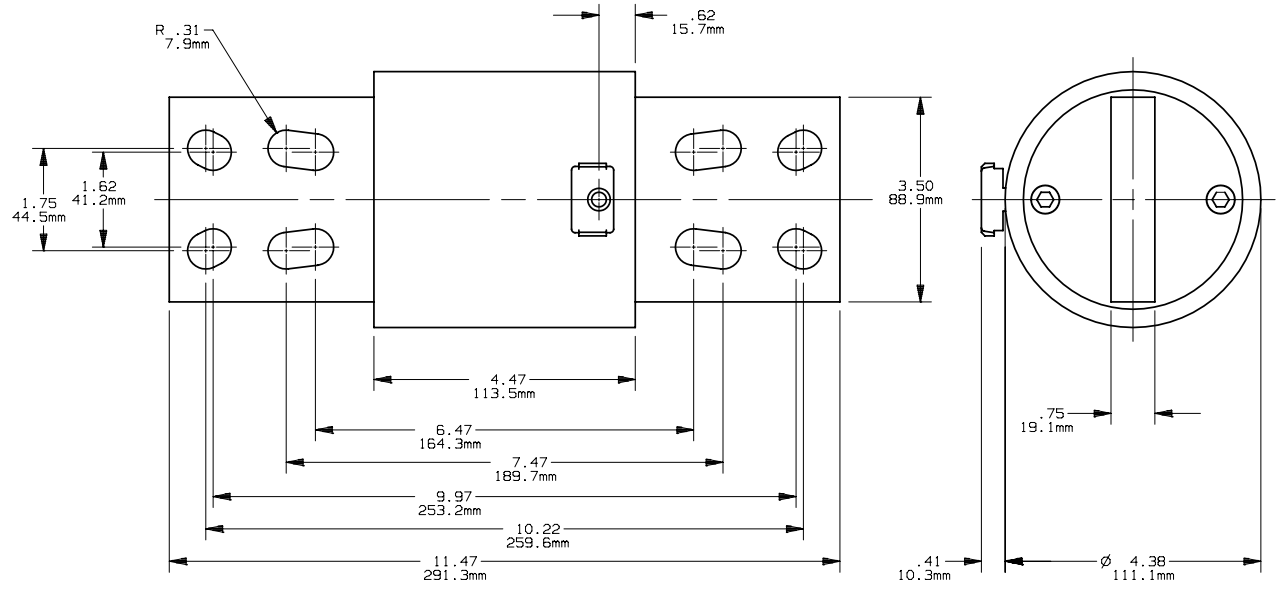 .62
15.7mm
R .31
7.9mm
1.62
41.2mm
1.75
44.5mm
3.50
88.9mm
4.47
113.5mm
.75
19.1mm
6.47
164.3mm
7.47
189.7mm
9.97
253.2mm
10.22
259.6mm
11.47
291.3mm
.41
10.3mm
Ø 4.38
111.1mm